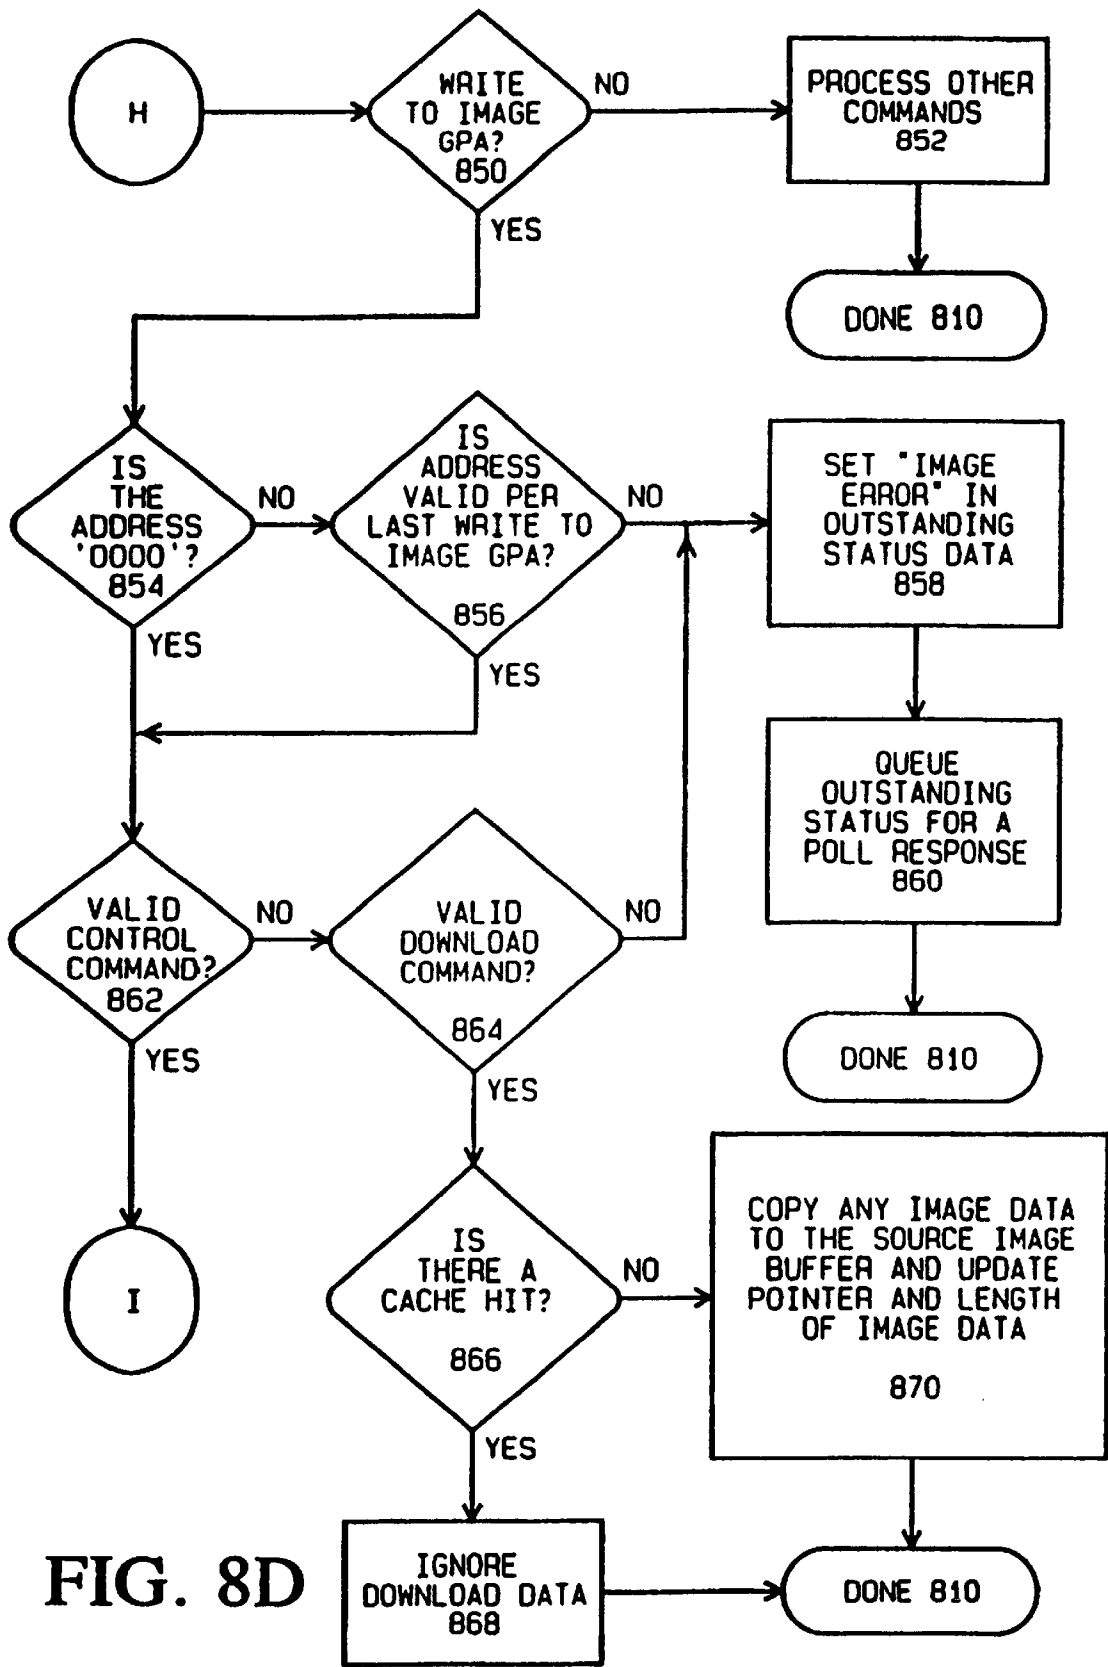 H
WRITE
TO IMAGE
GPA?
850
NO
YES
PROCESS OTHER
COMMANDS
852
DONE 810
IS
THE
ADDRESS
'0000'?
854
NO
YES
IS
ADDRESS
VALID PER
LAST WRITE TO
IMAGE GPA?
856
NO
YES
SET "IMAGE
ERROR" IN
OUTSTANDING
STATUS DATA
858
QUEUE
OUTSTANDING
STATUS FOR A
POLL RESPONSE
860
DONE 810
VALID
CONTROL
COMMAND?
862
NO
YES
VALID
DOWNLOAD
COMMAND?
864
NO
YES
I
IS
THERE A
CACHE HIT?
866
NO
YES
COPY ANY IMAGE DATA
TO THE SOURCE IMAGE
BUFFER AND UPDATE
POINTER AND LENGTH
OF IMAGE DATA
870
IGNORE
DOWNLOAD DATA
868
DONE 810
FIG. 8D